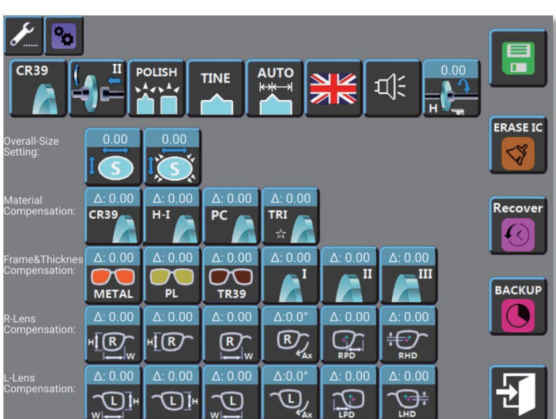 CR39
II
POLISH
TINE
AUTO
0.00
H
ERASE IC
Overall-Size
Setting:
0.00
S
0.00
S
Material
Compensation:
Δ: 0.00
CR39
Δ: 0.00
H-I
Δ: 0.00
PC
Δ: 0.00
TRI
Recover
Frame&Thicknes
Compensation:
Δ: 0.00
METAL
Δ: 0.00
PL
Δ: 0.00
TR39
Δ: 0.00
I
Δ: 0.00
II
Δ: 0.00
III
BACKUP
R-Lens
Compensation:
Δ: 0.00
H R W
Δ: 0.00
H R
Δ: 0.00
R W
Δ:0.0°
R Ax
Δ: 0.00
RPD
Δ: 0.00
RHD
L-Lens
Compensation:
Δ: 0.00
L H W
Δ: 0.00
L H
Δ: 0.00
L W
Δ:0.0°
L Ax
Δ: 0.00
LPD
Δ: 0.00
LHD